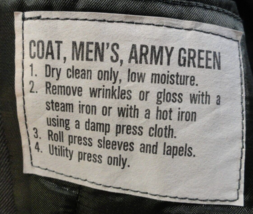 COAT, MEN'S, ARMY GREEN
1. Dry clean only, low moisture.
2. Remove wrinkles or gloss with a
steam iron or with a hot iron
using a damp press cloth.
3. Roll press sleeves and lapels.
4. Utility press only.